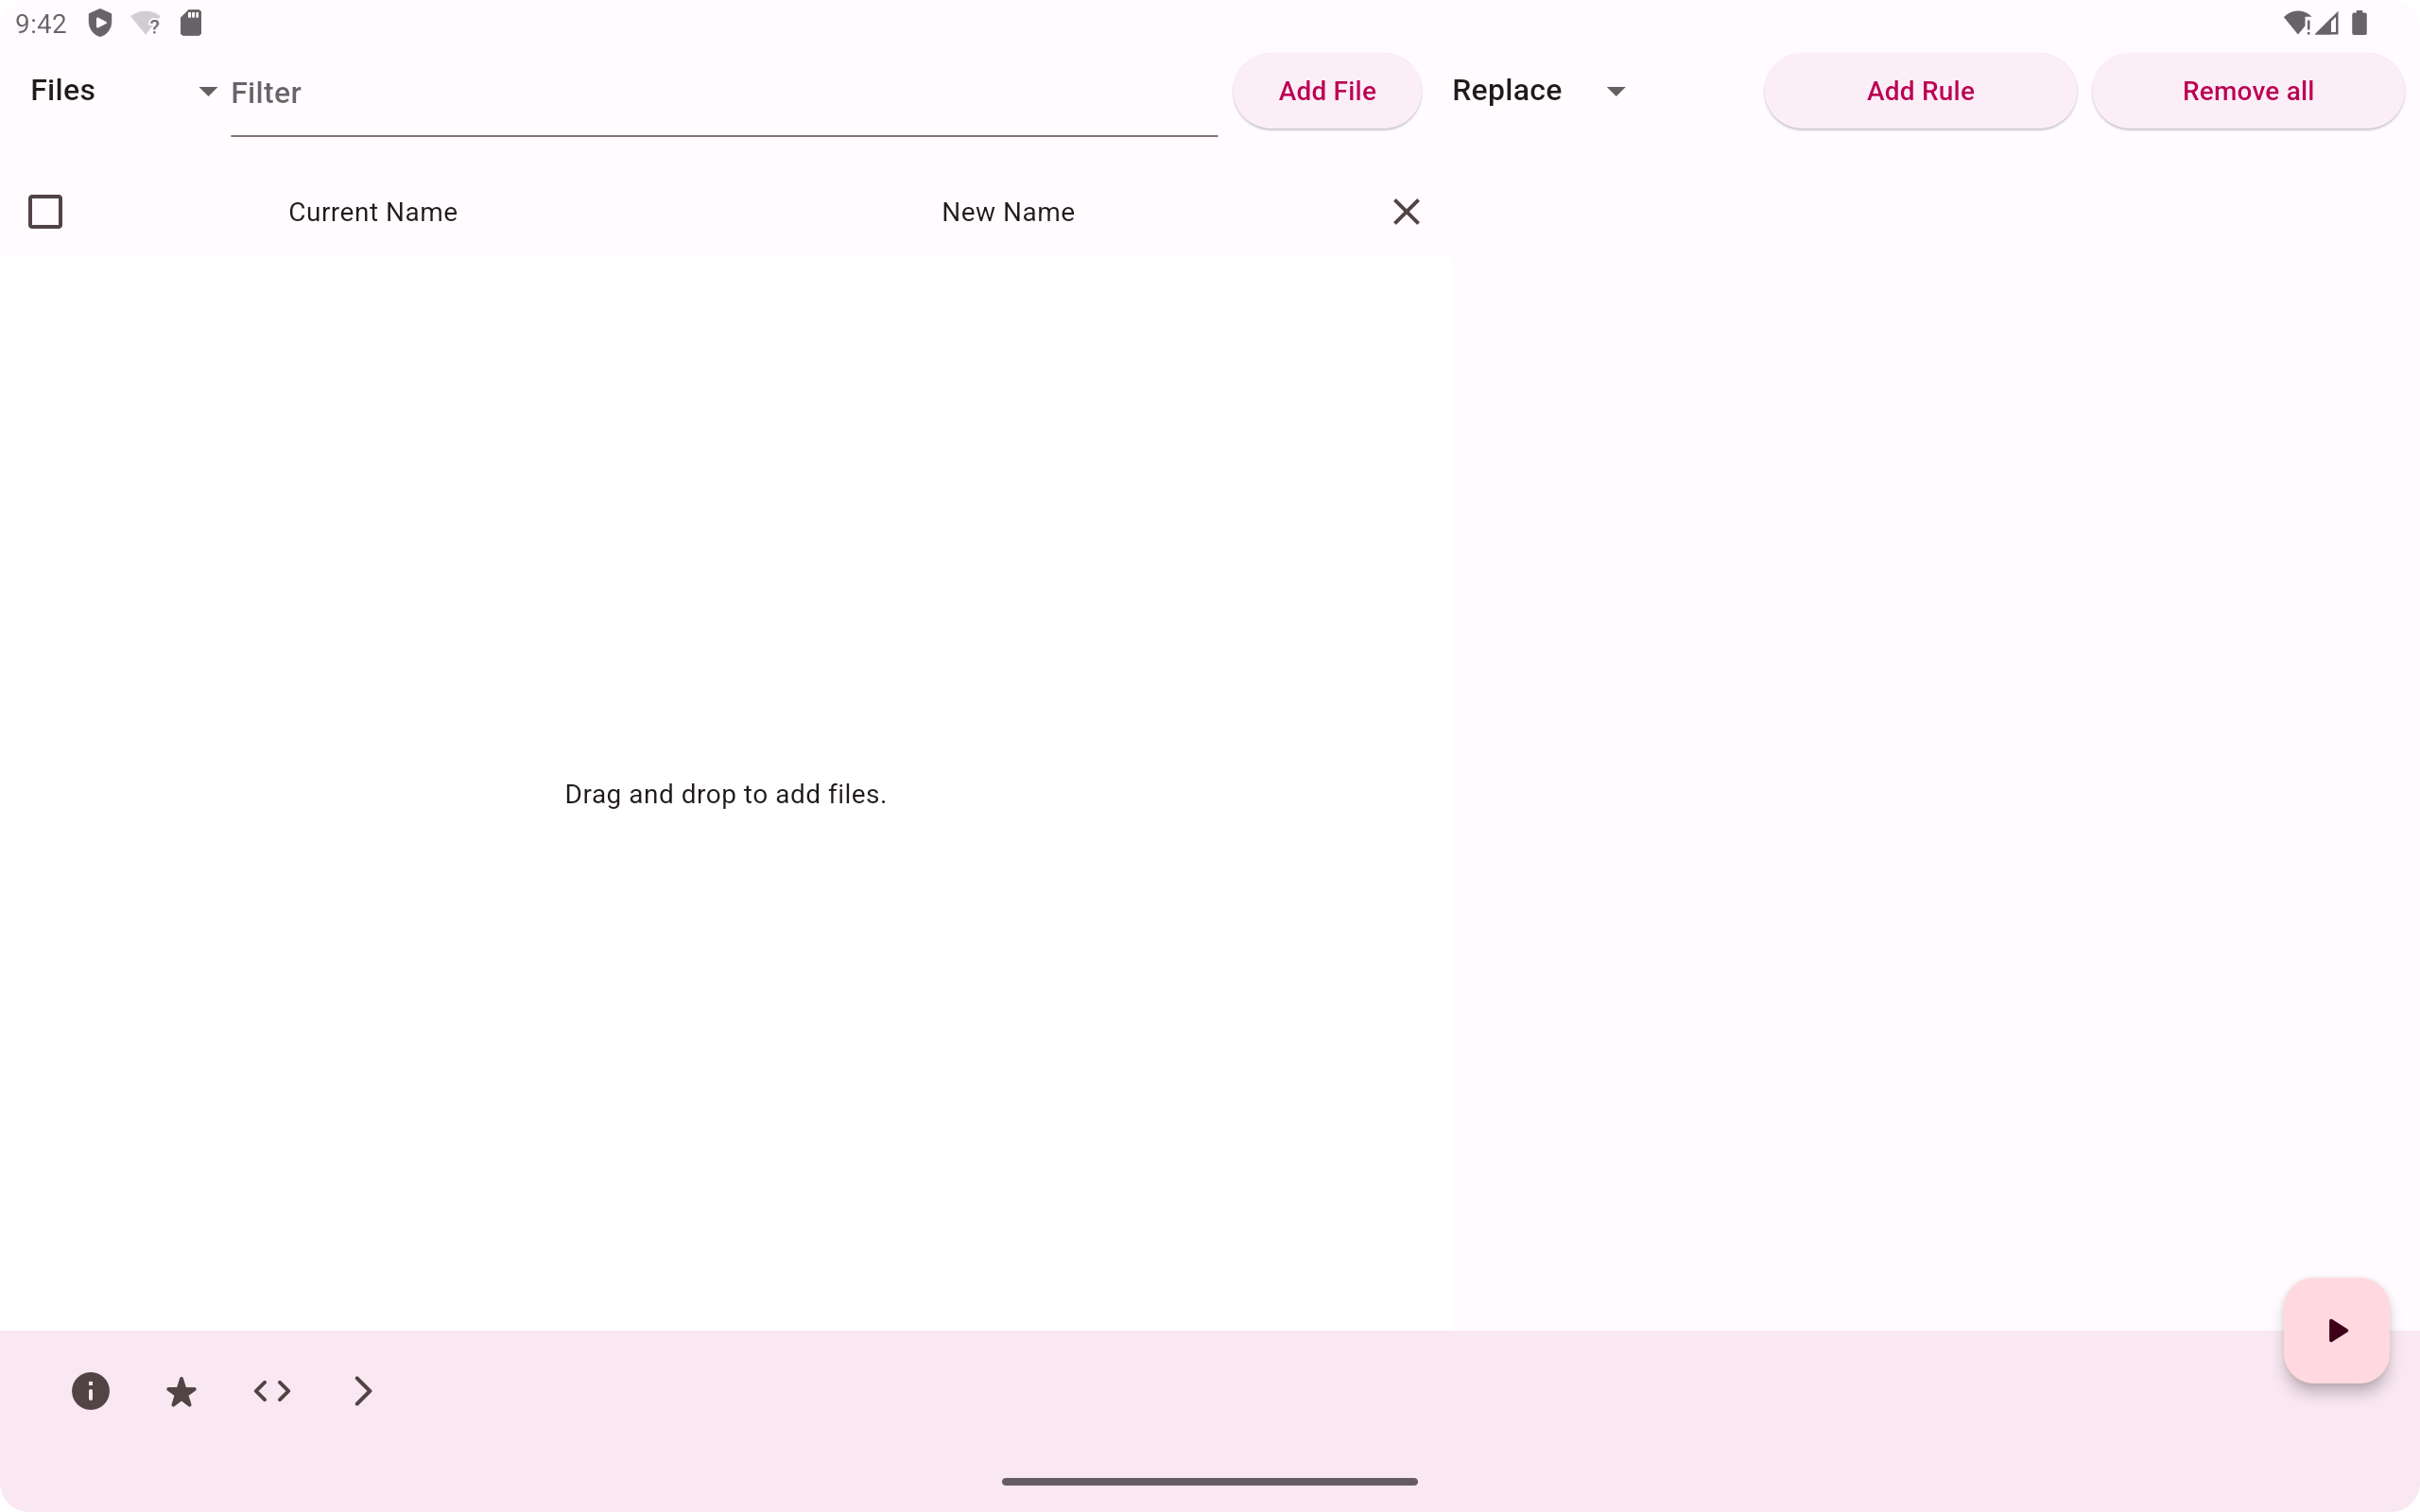 9:42
Files
Filter
Add File
Replace
Add Rule
Remove all
Current Name
New Name
Drag and drop to add files.